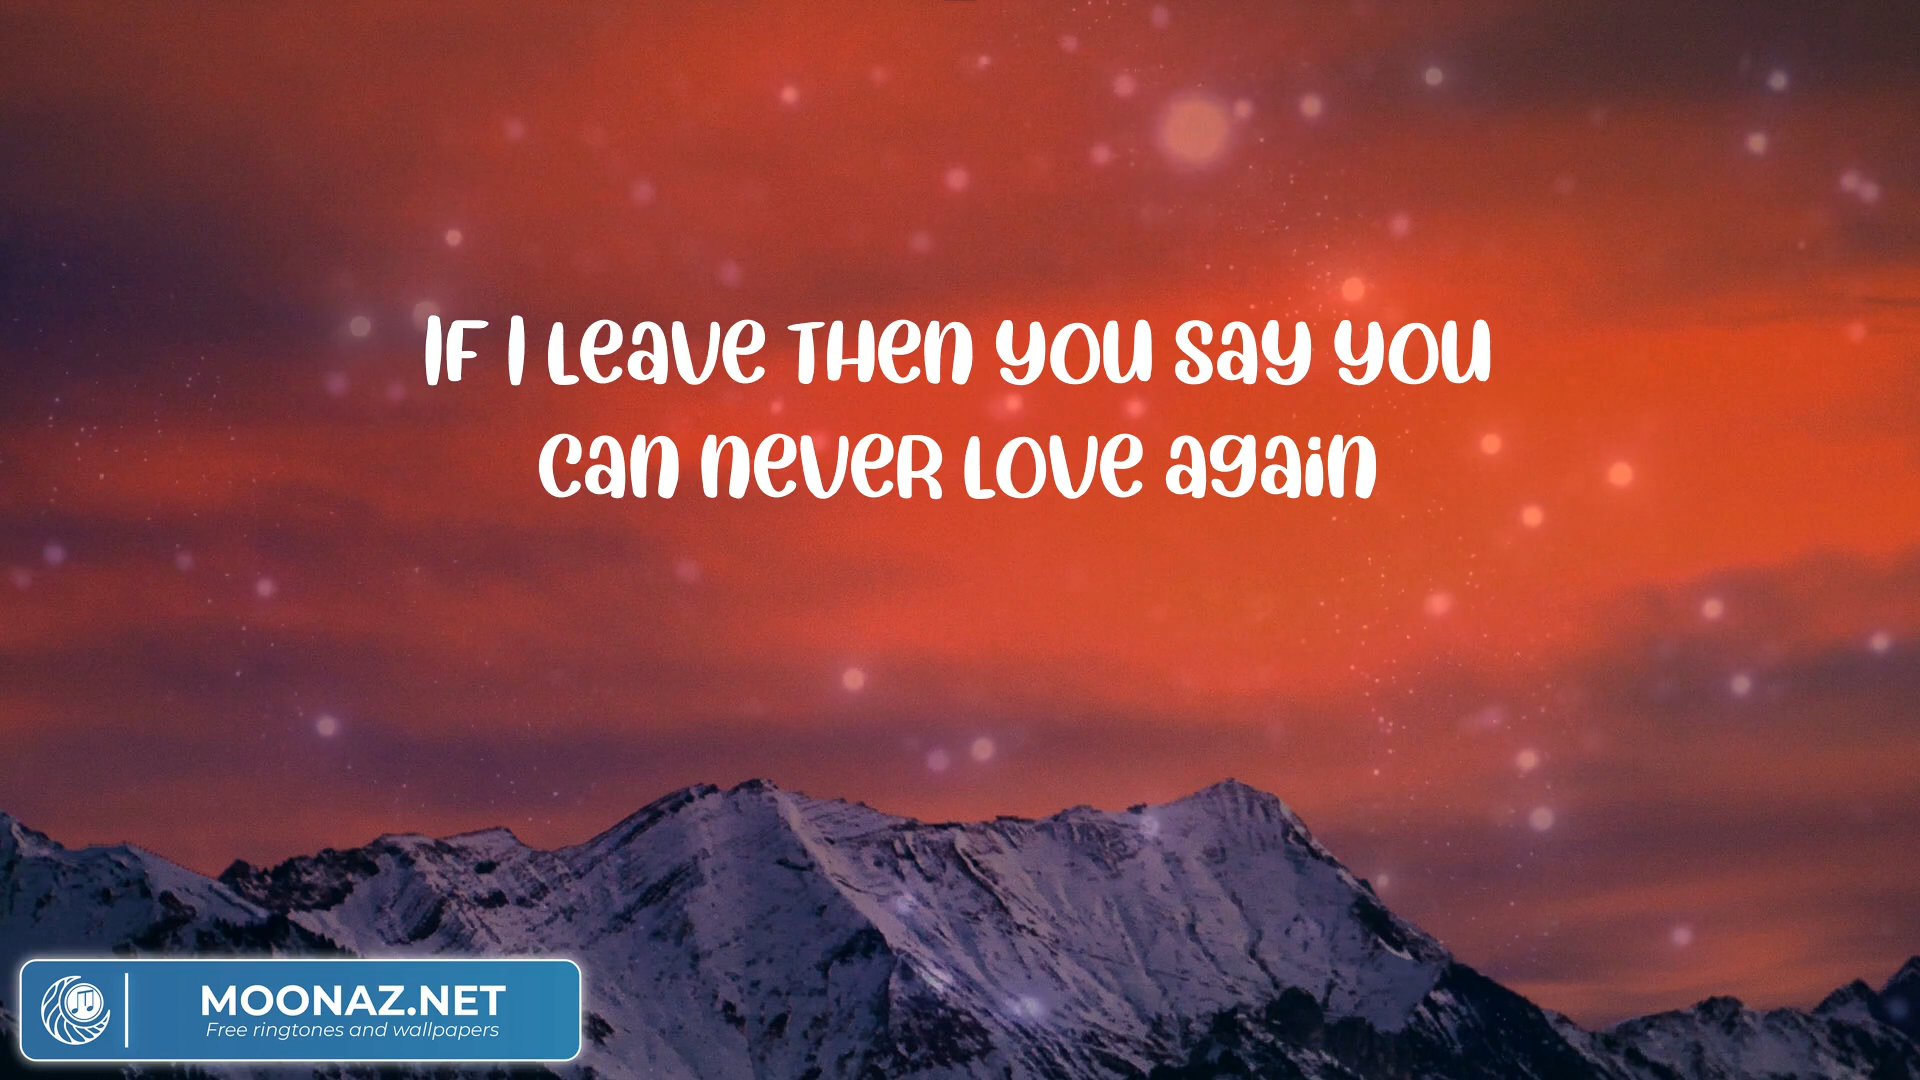 If I leave then you say you
can never love again
MOONAZ.NET
Free ringtones and wallpapers